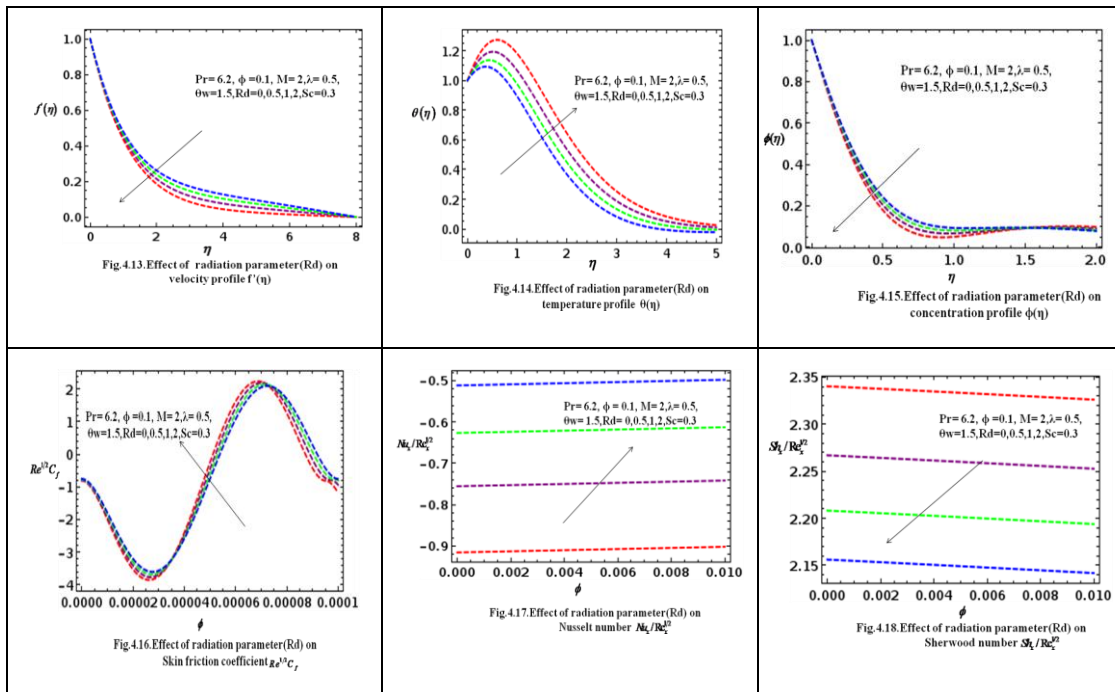 1.0
0.8
0.6
0.4
0.2
0.0
f(η)
Pr= 6.2, ϕ =0.1, M= 2,λ= 0.5,
θw=1.5,Rd=0,0.5,1,2,Sc=0.3
0 2 4 6 8
η
Fig.4.13.Effect of radiation parameter(Rd) on
velocity profile f'(η)
1.2
1.0
0.8
0.6
0.4
0.2
0.0
θ(η)
Pr= 6.2, ϕ =0.1, M= 2,λ= 0.5,
θw=1.5,Rd=0,0.5,1,2,Sc=0.3
0 1 2 3 4 5
η
Fig.4.14.Effect of radiation parameter(Rd) on
temperature profile θ(η)
1.0
0.8
0.6
0.4
0.2
0.0
ϕ(η)
Pr= 6.2, ϕ =0.1, M= 2,λ= 0.5,
θw=1.5,Rd=0,0.5,1,2,Sc=0.3
0.0 0.5 1.0 1.5 2.0
η
Fig.4.15.Effect of radiation parameter(Rd) on
concentration profile ϕ(η)
2
1
0
−1
−2
−3
−4
Re^1/2 C_f
Pr= 6.2, ϕ =0.1, M= 2,λ= 0.5,
θw=1.5,Rd=0,0.5,1,2,Sc=0.3
0.0000 0.00002 0.00004 0.00006 0.00008 0.0001
ϕ
Fig.4.16.Effect of radiation parameter(Rd) on
Skin friction coefficient Re^1/2 C_f
−0.5
−0.6
−0.7
−0.8
−0.9
Nu_x/Re_x^1/2
Pr= 6.2, ϕ = 0.1, M= 2,λ= 0.5,
θw= 1.5,Rd= 0,0.5,1,2,Sc=0.3
0.000 0.002 0.004 0.006 0.008 0.010
ϕ
Fig.4.17.Effect of radiation parameter(Rd) on
Nusselt number Nu_x/Re_x^1/2
2.35
2.30
2.25
2.20
2.15
Sh_x/Re_x^1/2
Pr= 6.2, ϕ =0.1, M= 2,λ= 0.5,
θw=1.5,Rd=0,0.5,1,2,Sc=0.3
0.000 0.002 0.004 0.006 0.008 0.010
ϕ
Fig.4.18.Effect of radiation parameter(Rd) on
Sherwood number Sh_x/Re_x^1/2